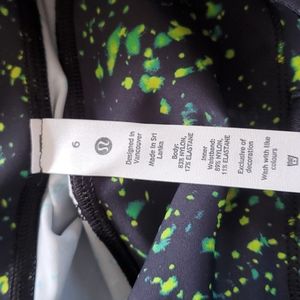 6
Designed in
Vancouver
Made in Sri
Lanka
Body:
83% NYLON,
17% ELASTANE
Inner
Waistband:
89% NYLON,
11% ELASTANE
Exclusive of
decoration
Wash with like
colours